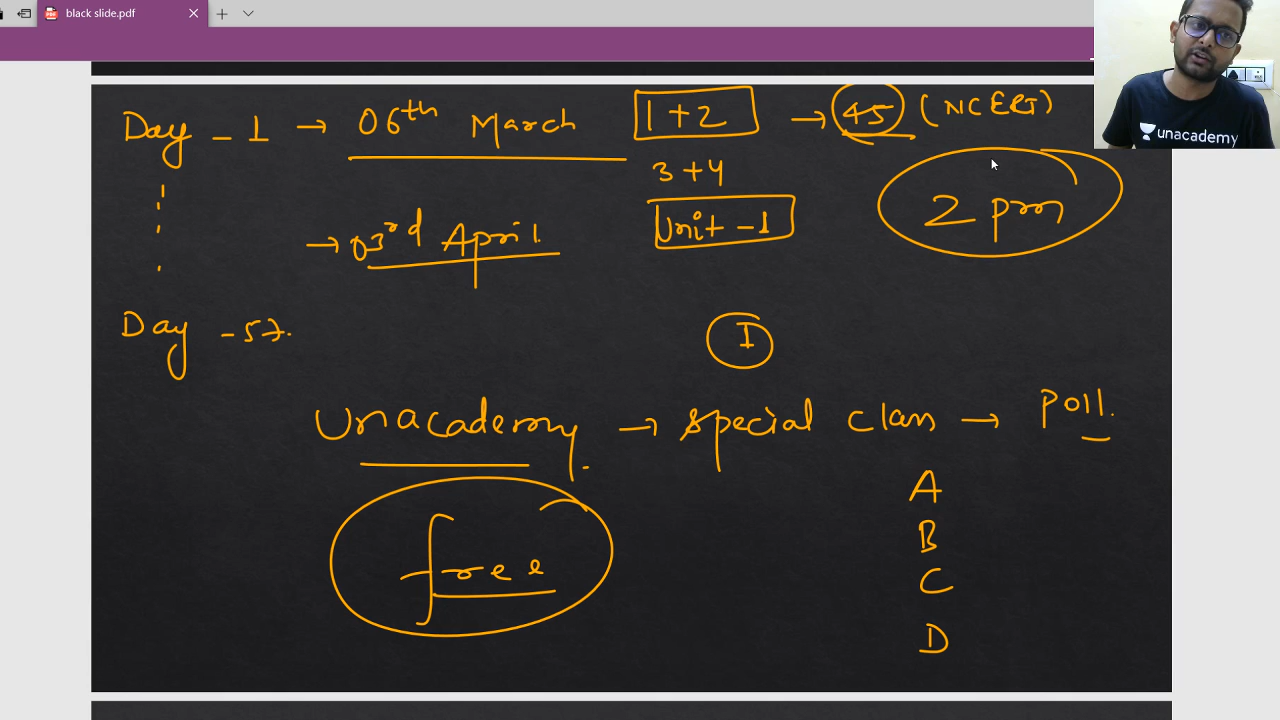 black slide.pdf
unacademy
Day - 1 → 06th March 1 + 2 → 45 (NCERT)
3 + 4
→ 03rd April Unit - 1 2 pm
Day - 57.
I
Unacademy → special class → Poll.
free
A
B
C
D